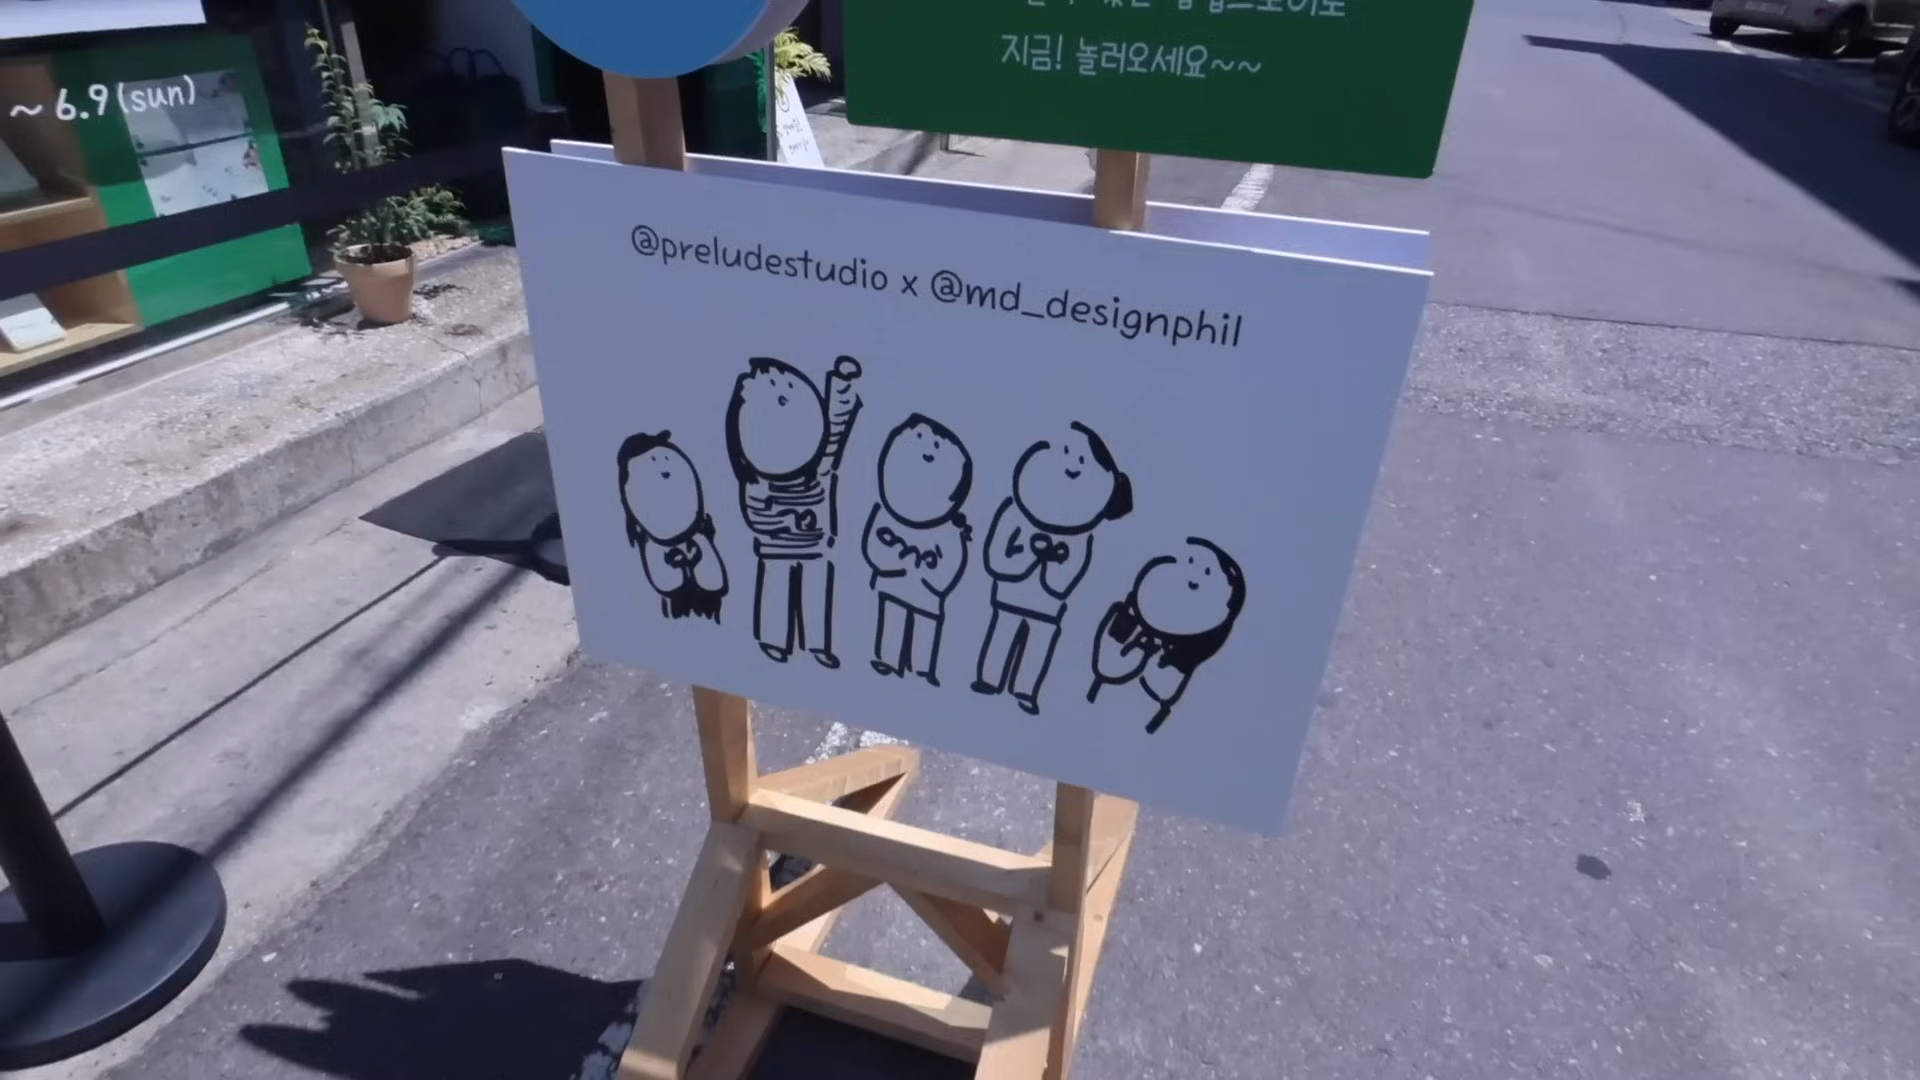 ~ 6.9 (sun)
지금! 놀러오세요~~
@preludestudio x @md_designphil